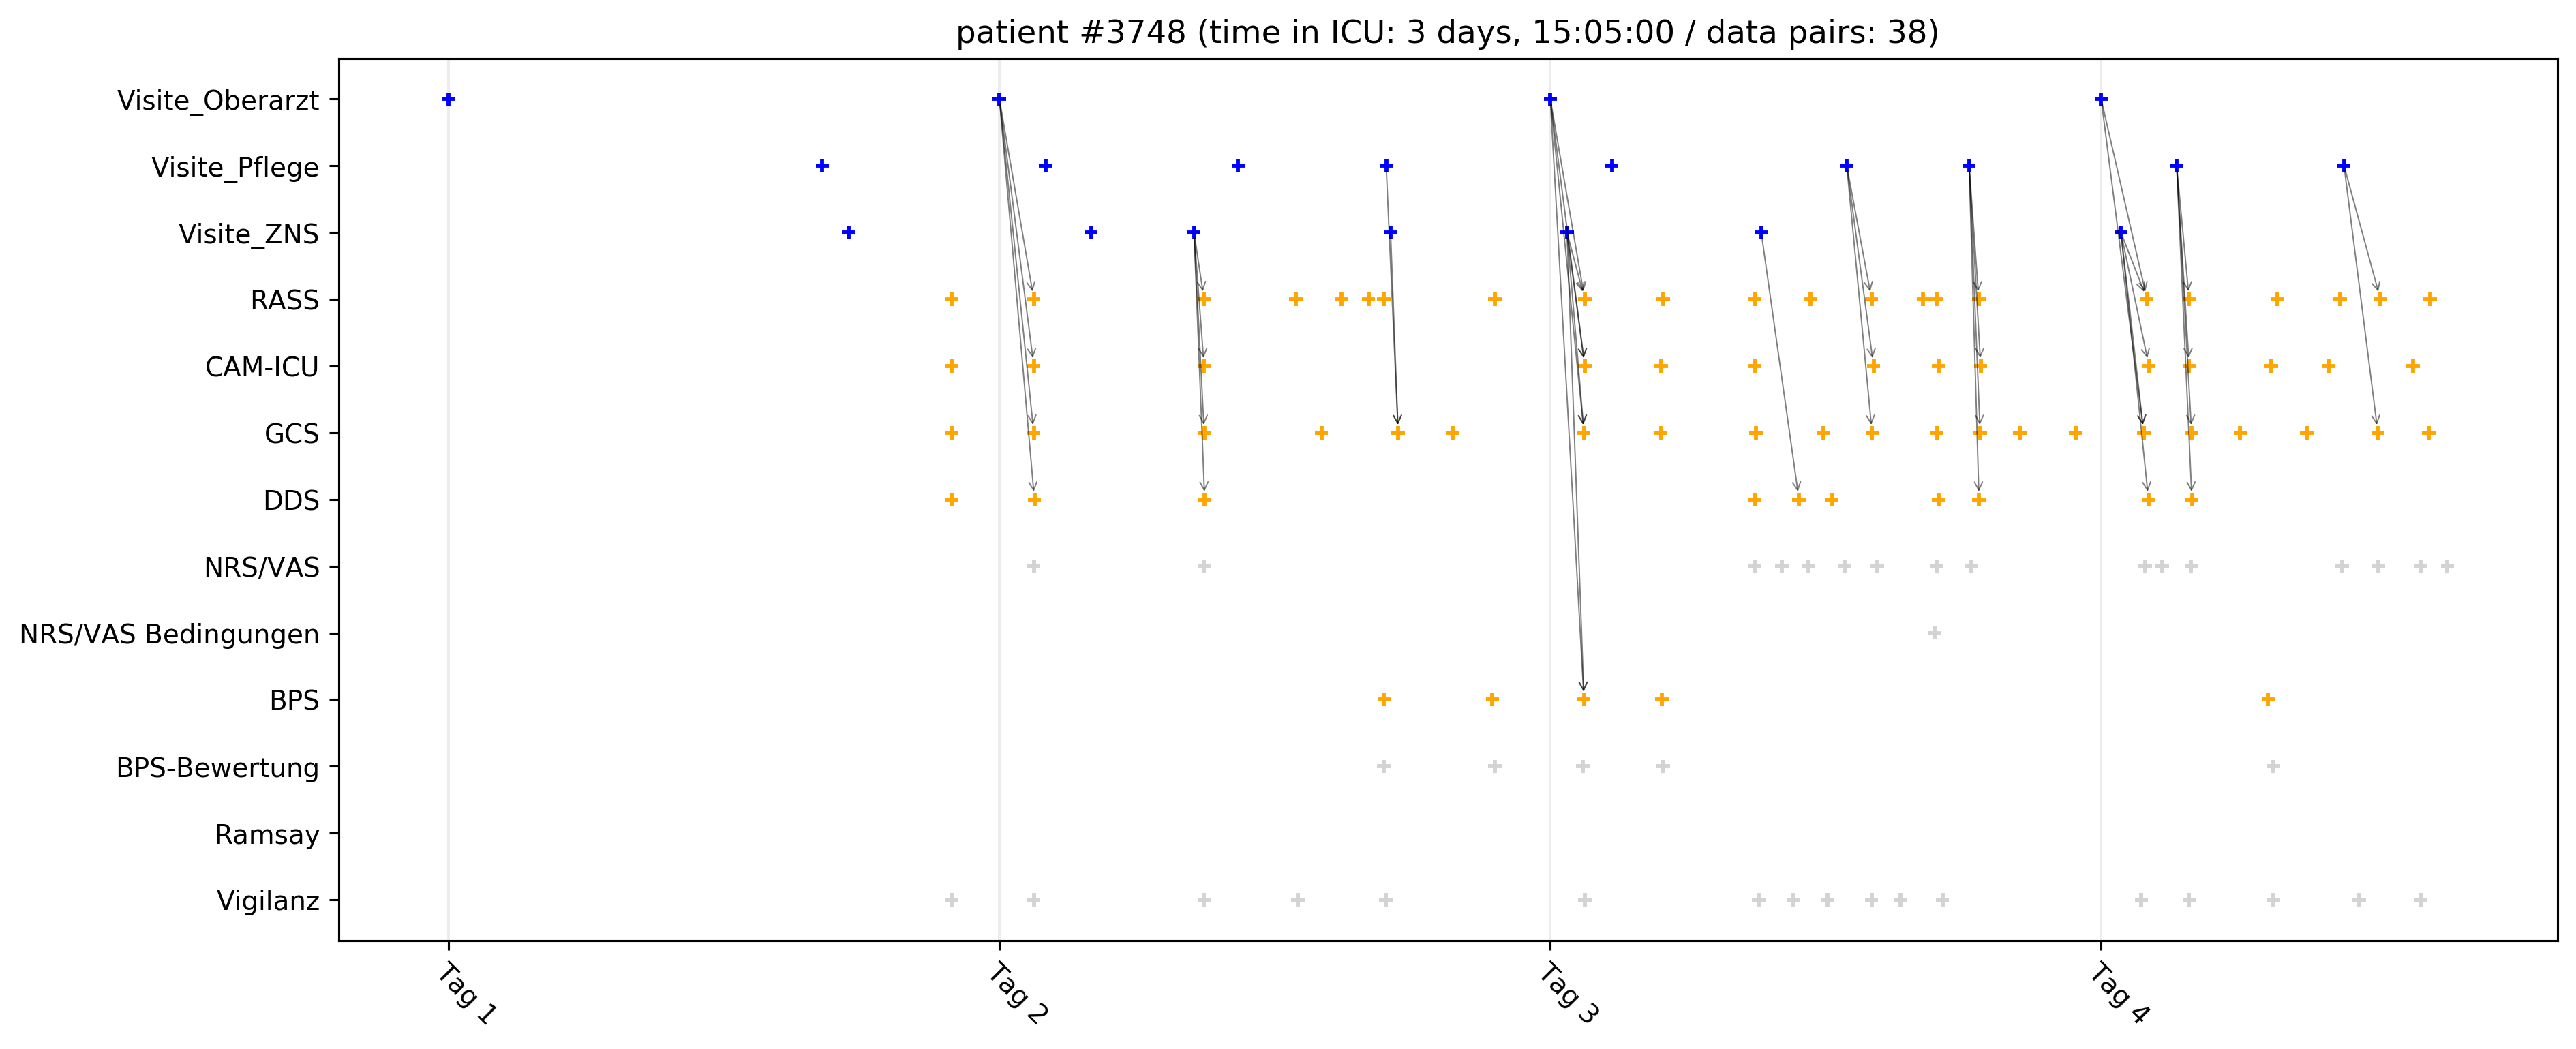 patient #3748 (time in ICU: 3 days, 15:05:00 / data pairs: 38)
Visite_Oberarzt
Visite_Pflege
Visite_ZNS
RASS
CAM-ICU
GCS
DDS
NRS/VAS
NRS/VAS Bedingungen
BPS
BPS-Bewertung
Ramsay
Vigilanz
Tag 1
Tag 2
Tag 3
Tag 4